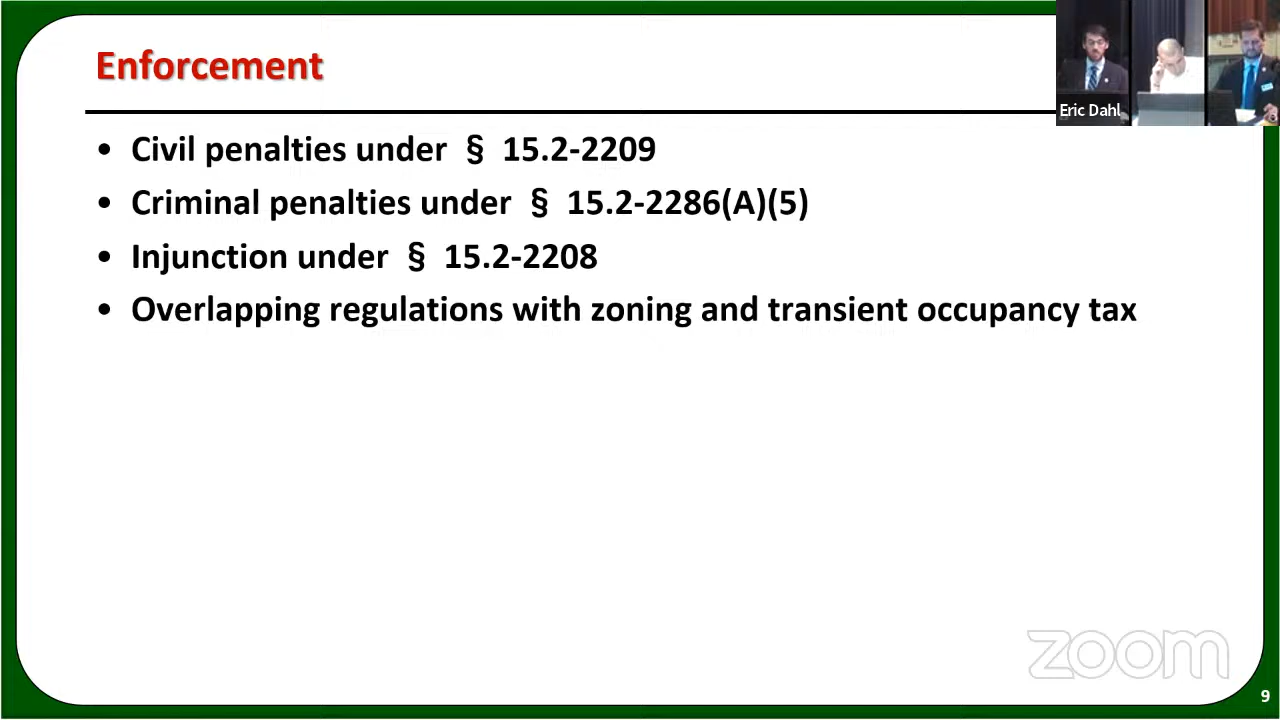 Enforcement
Eric Dahl
• Civil penalties under § 15.2-2209
• Criminal penalties under § 15.2-2286(A)(5)
• Injunction under § 15.2-2208
• Overlapping regulations with zoning and transient occupancy tax
zoom
9